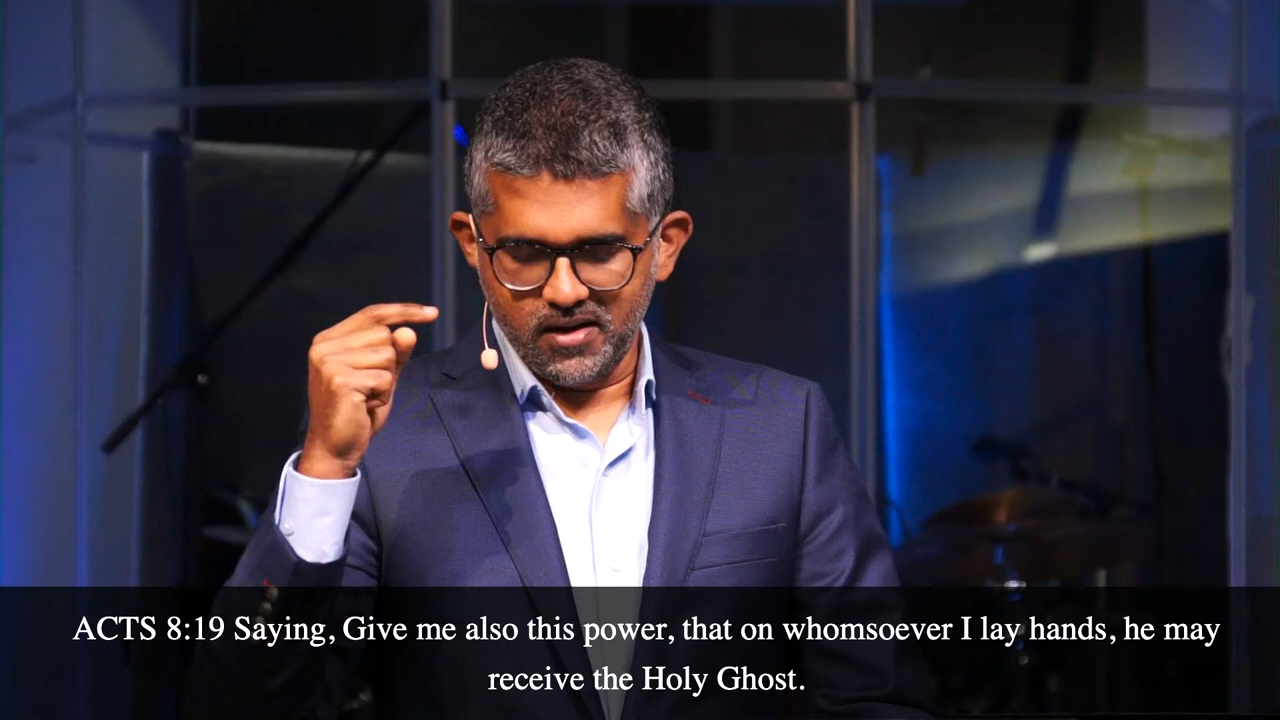 ACTS 8:19 Saying, Give me also this power, that on whomsoever I lay hands, he may
receive the Holy Ghost.